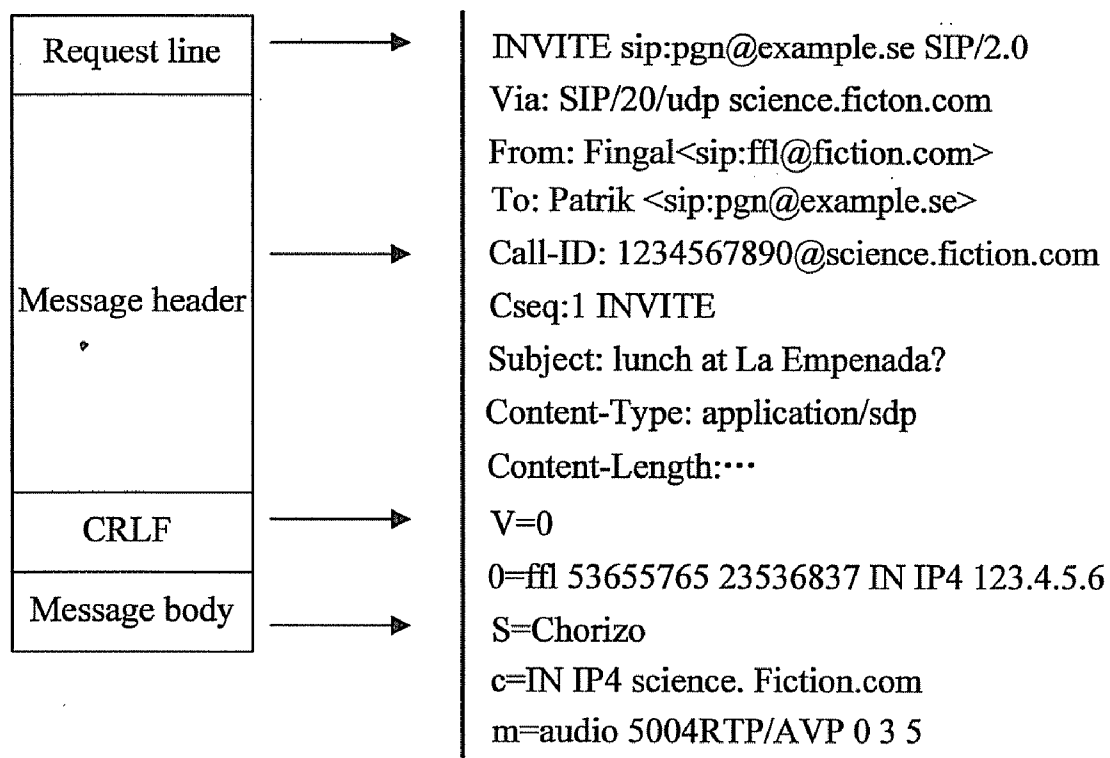 Request line
Message header
CRLF
Message body
INVITE sip:pgn@example.se SIP/2.0
Via: SIP/20/udp science.ficton.com
From: Fingal<sip:ffl@fiction.com>
To: Patrik <sip:pgn@example.se>
Call-ID: 1234567890@science.fiction.com
Cseq:1 INVITE
Subject: lunch at La Empenada?
Content-Type: application/sdp
Content-Length:···
V=0
0=ffl 53655765 23536837 IN IP4 123.4.5.6
S=Chorizo
c=IN IP4 science. Fiction.com
m=audio 5004RTP/AVP 0 3 5